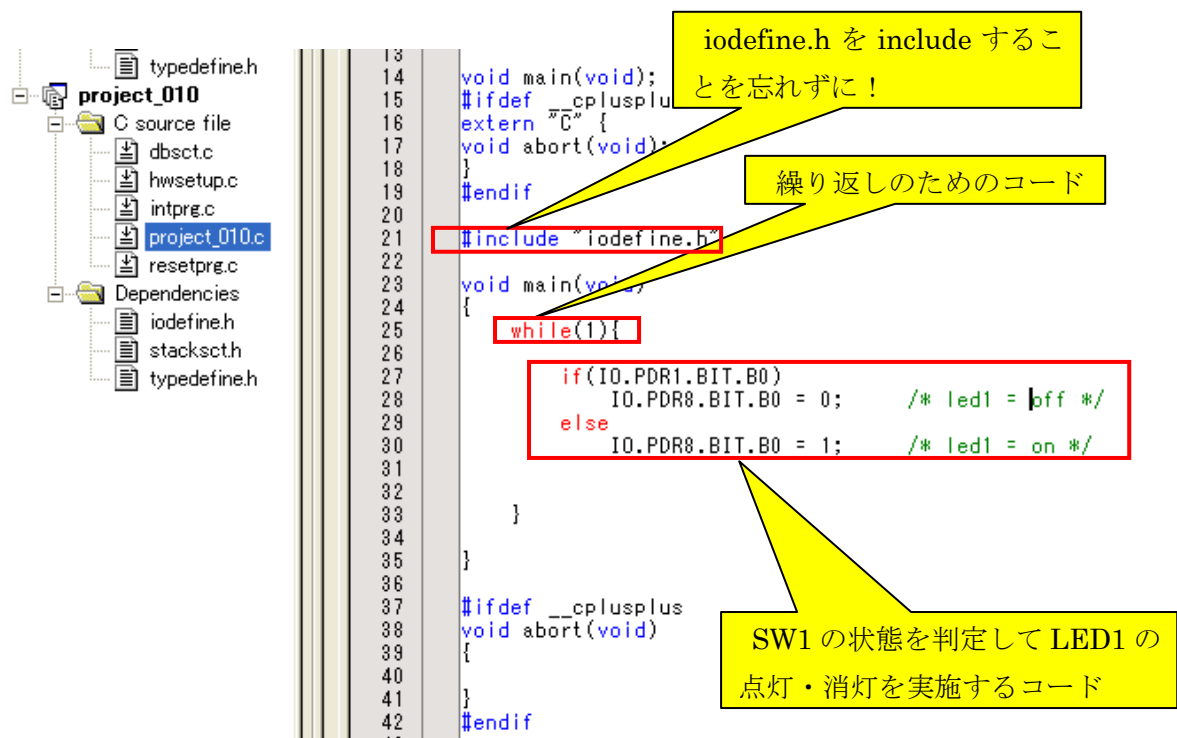 typedefine.h
project_010
C source file
dbsct.c
hwsetup.c
intprg.c
project_010.c
resetprg.c
Dependencies
iodefine.h
stacksct.h
typedefine.h
13
14 void main(void);
15 #ifdef __cplusplu
16 extern "C" {
17 void abort(void);
18 }
19 #endif
20
21 #include "iodefine.h"
22
23 void main(void)
24 {
25 while(1){
26
27 if(IO.PDR1.BIT.B0)
28 IO.PDR8.BIT.B0 = 0; /* led1 = off */
29 else
30 IO.PDR8.BIT.B0 = 1; /* led1 = on */
31
32
33 }
34
35 }
36
37 #ifdef __cplusplus
38 void abort(void)
39 {
40
41 }
42 #endif
iodefine.h を include するこ
とを忘れずに！
繰り返しのためのコード
SW1 の状態を判定して LED1 の
点灯・消灯を実施するコード